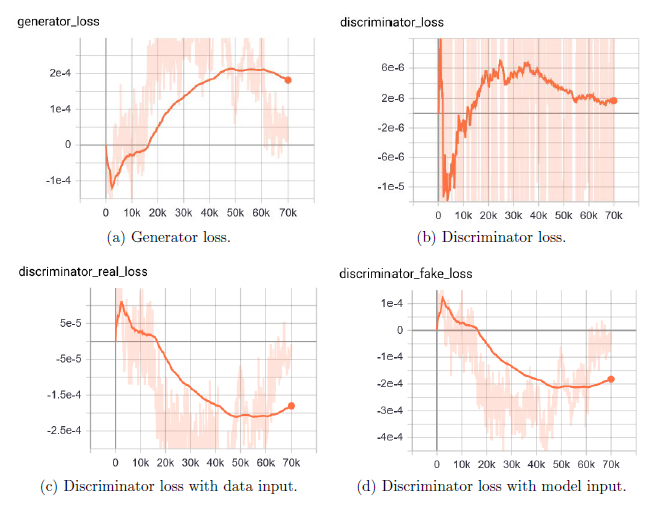 generator_loss
2e-4
1e-4
0
-1e-4
0 10k 20k 30k 40k 50k 60k 70k
(a) Generator loss.
discriminator_loss
6e-6
2e-6
-2e-6
-6e-6
-1e-5
0 10k 20k 30k 40k 50k 60k 70k
(b) Discriminator loss.
discriminator_real_loss
5e-5
-5e-5
-1.5e-4
-2.5e-4
0 10k 20k 30k 40k 50k 60k 70k
(c) Discriminator loss with data input.
discriminator_fake_loss
1e-4
0
-1e-4
-2e-4
-3e-4
-4e-4
0 10k 20k 30k 40k 50k 60k 70k
(d) Discriminator loss with model input.